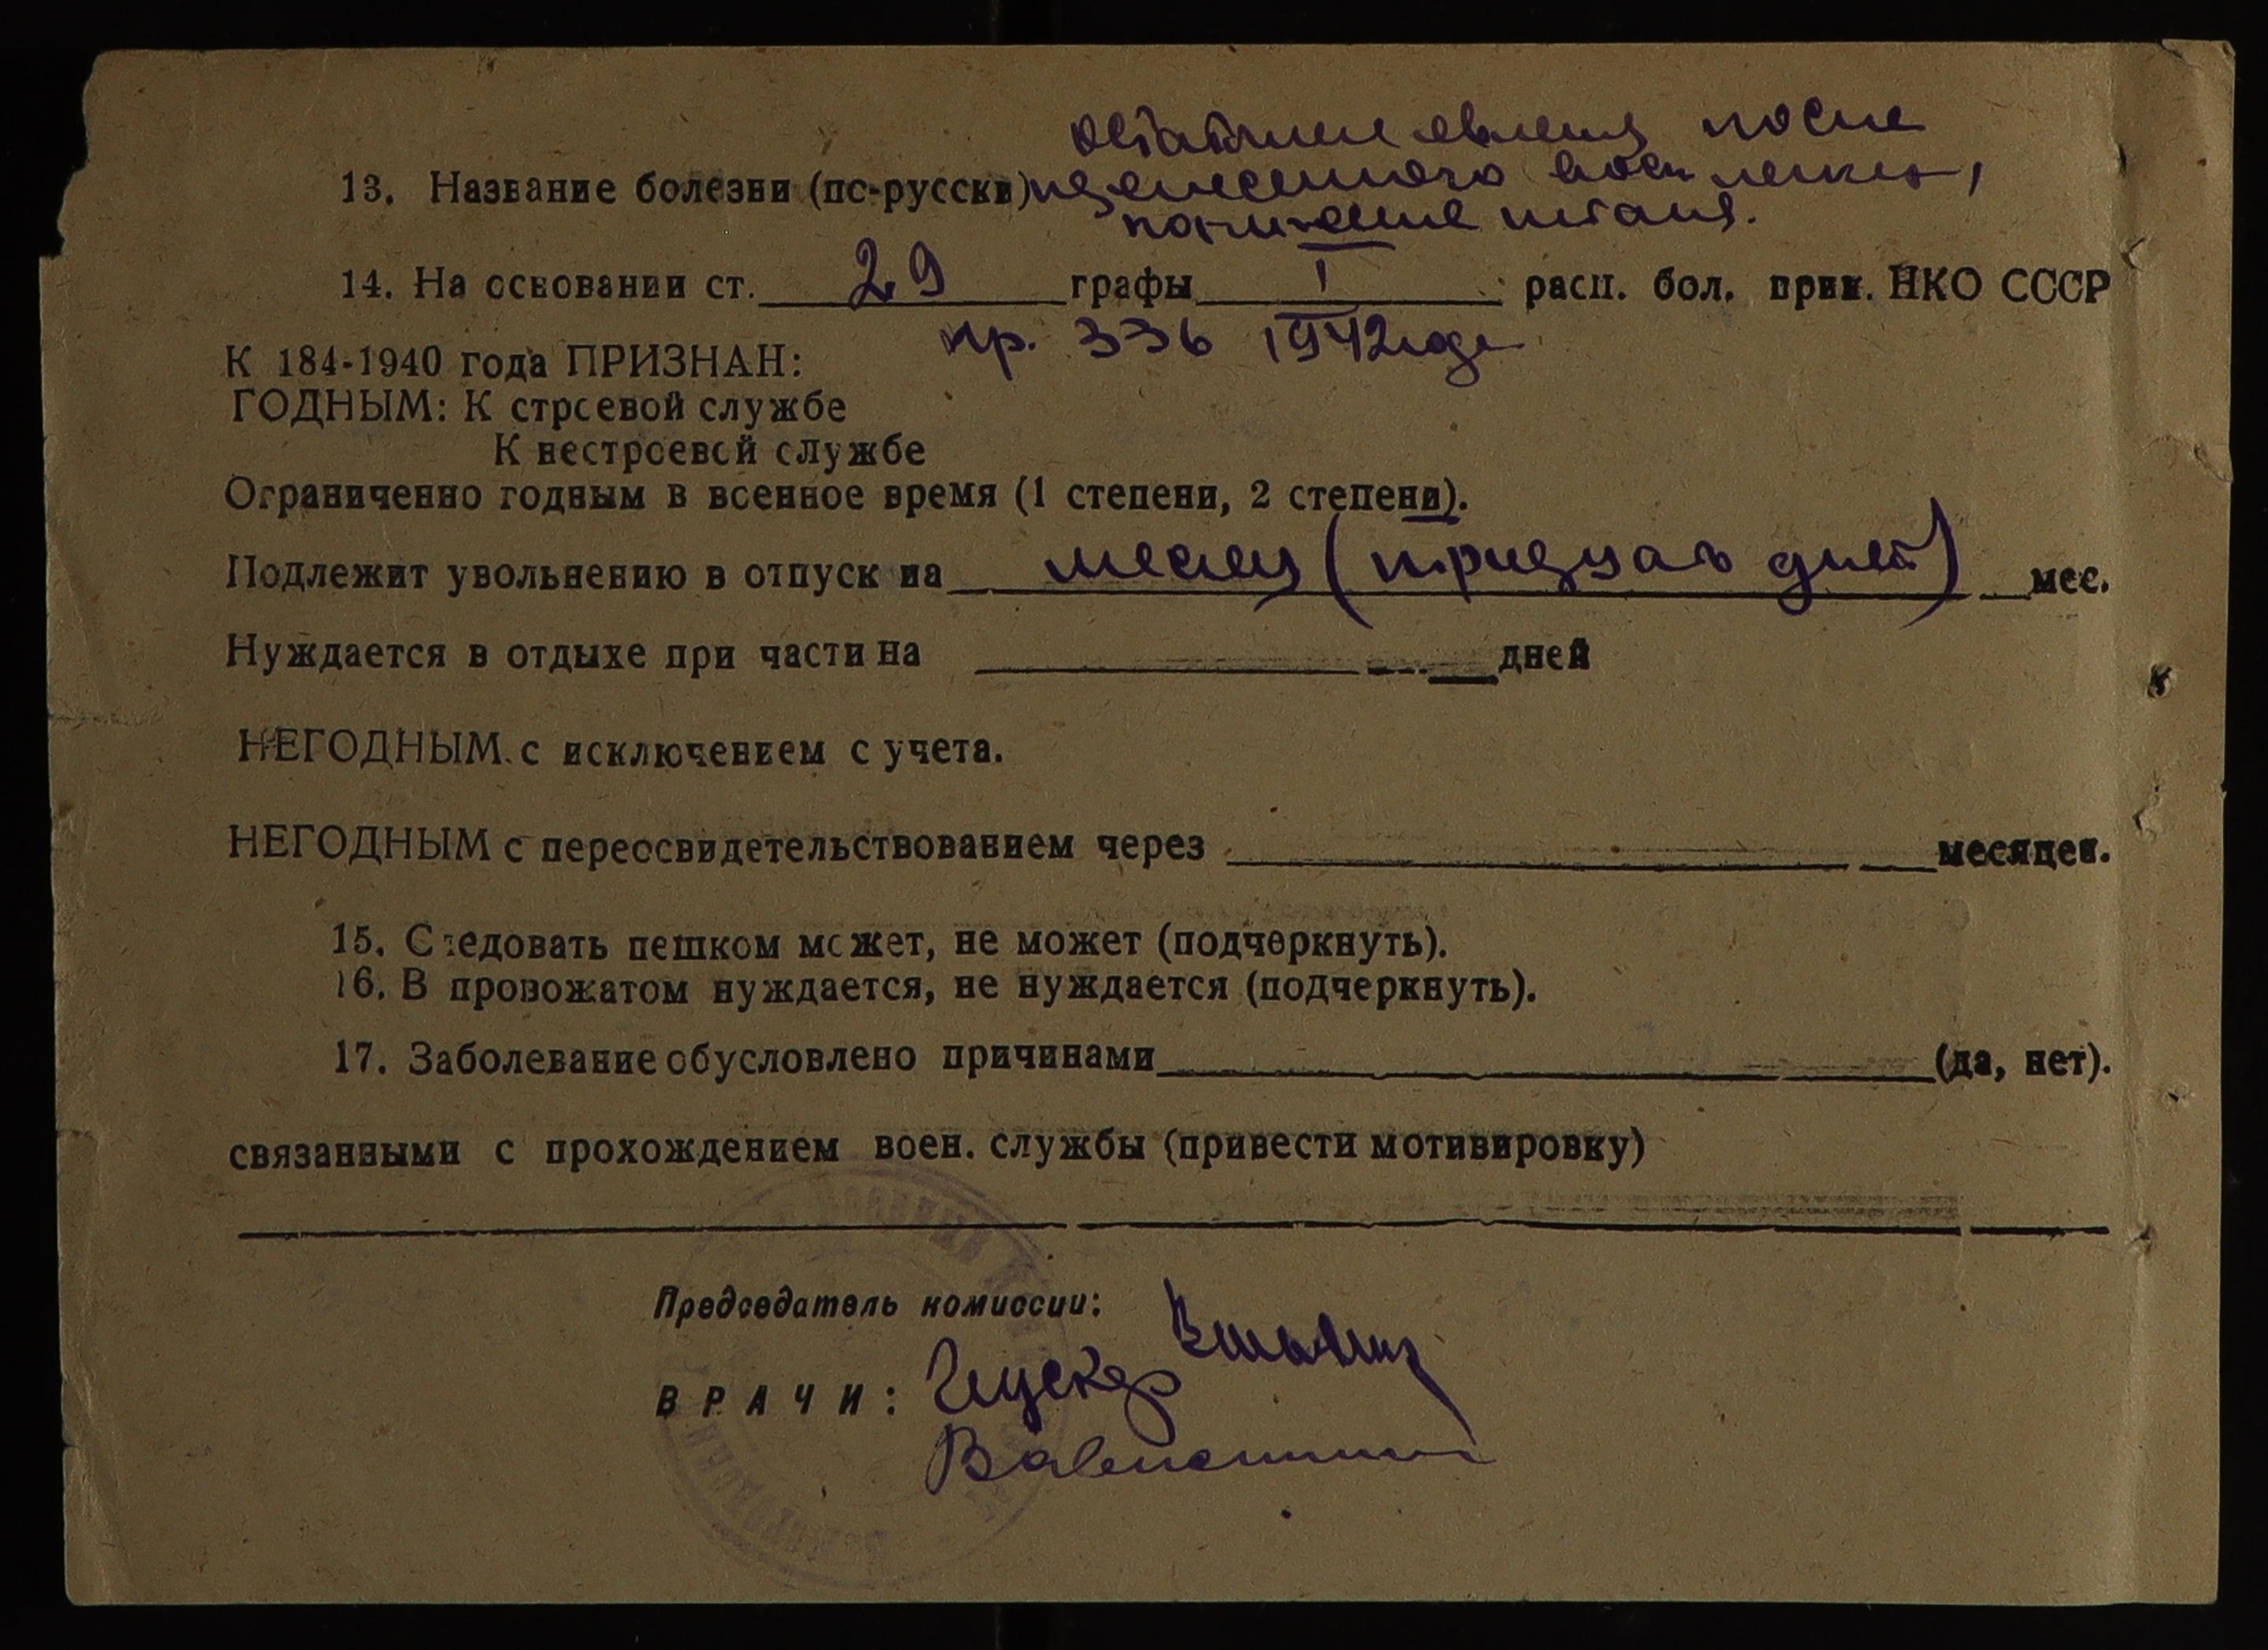 остаточные явления после
13. Название болезни (по-русски) перенесенного восп легких,
понижение питания.
14. На основании ст. 29 графы I расп. бол. прик. НКО СССР
пр. 336 1942 года
К 184-1940 года ПРИЗНАН:
ГОДНЫМ: К строевой службе
К нестроевой службе
Ограниченно годным в военное время (1 степени, 2 степени).
Подлежит увольнению в отпуск на месяц (тридцать дней) мес.
Нуждается в отдыхе при части на дней
НЕГОДНЫМ с исключением с учета.
НЕГОДНЫМ с переосвидетельствованием через месяцев.
15. Следовать пешком может, не может (подчеркнуть).
16. В провожатом нуждается, не нуждается (подчеркнуть).
17. Заболевание обусловлено причинами (да, нет).
связанными с прохождением воен. службы (привести мотивировку)
Председатель комиссии:
ВРАЧИ: